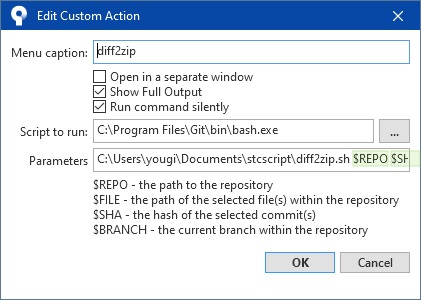 Edit Custom Action
Menu caption: diff2zip
Open in a separate window
Show Full Output
Run command silently
Script to run: C:\Program Files\Git\bin\bash.exe ...
Parameters C:\Users\yougi\Documents\stcscript\diff2zip.sh $REPO $SH
$REPO - the path to the repository
$FILE - the path of the selected file(s) within the repository
$SHA - the hash of the selected commit(s)
$BRANCH - the current branch within the repository
OK Cancel